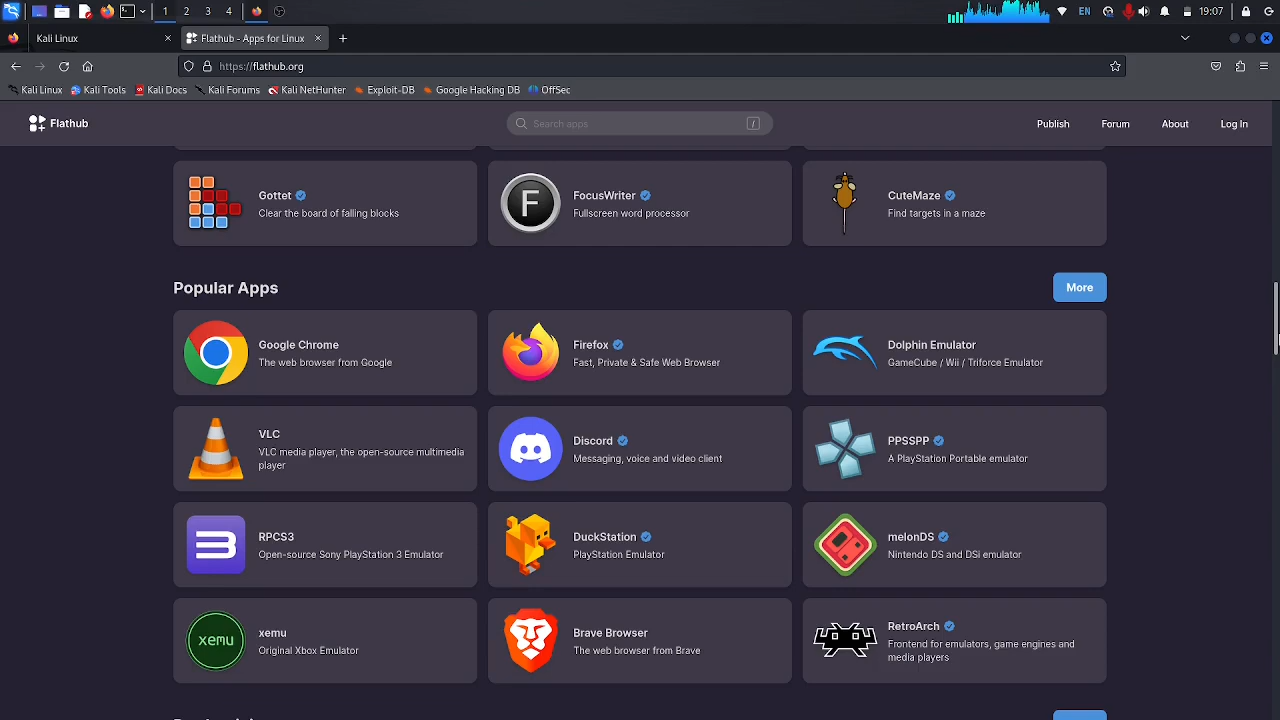 1 2 3 4 EN 19:07
Kali Linux × Flathub - Apps for Linux × +
https://flathub.org
Kali Linux Kali Tools Kali Docs Kali Forums Kali NetHunter Exploit-DB Google Hacking DB OffSec
Flathub Search apps / Publish Forum About Log In
Gottet FocusWriter CuteMaze
Clear the board of falling blocks Fullscreen word processor Find targets in a maze
F
Popular Apps More
Google Chrome
The web browser from Google
Firefox
Fast, Private & Safe Web Browser
Dolphin Emulator
GameCube / Wii / Triforce Emulator
VLC
VLC media player, the open-source multimedia
player
Discord
Messaging, voice and video client
PPSSPP
A PlayStation Portable emulator
RPCS3
Open-source Sony PlayStation 3 Emulator
DuckStation
PlayStation Emulator
melonDS
Nintendo DS and DSi emulator
xemu
xemu
Original Xbox Emulator
Brave Browser
The web browser from Brave
RetroArch
Frontend for emulators, game engines and
media players